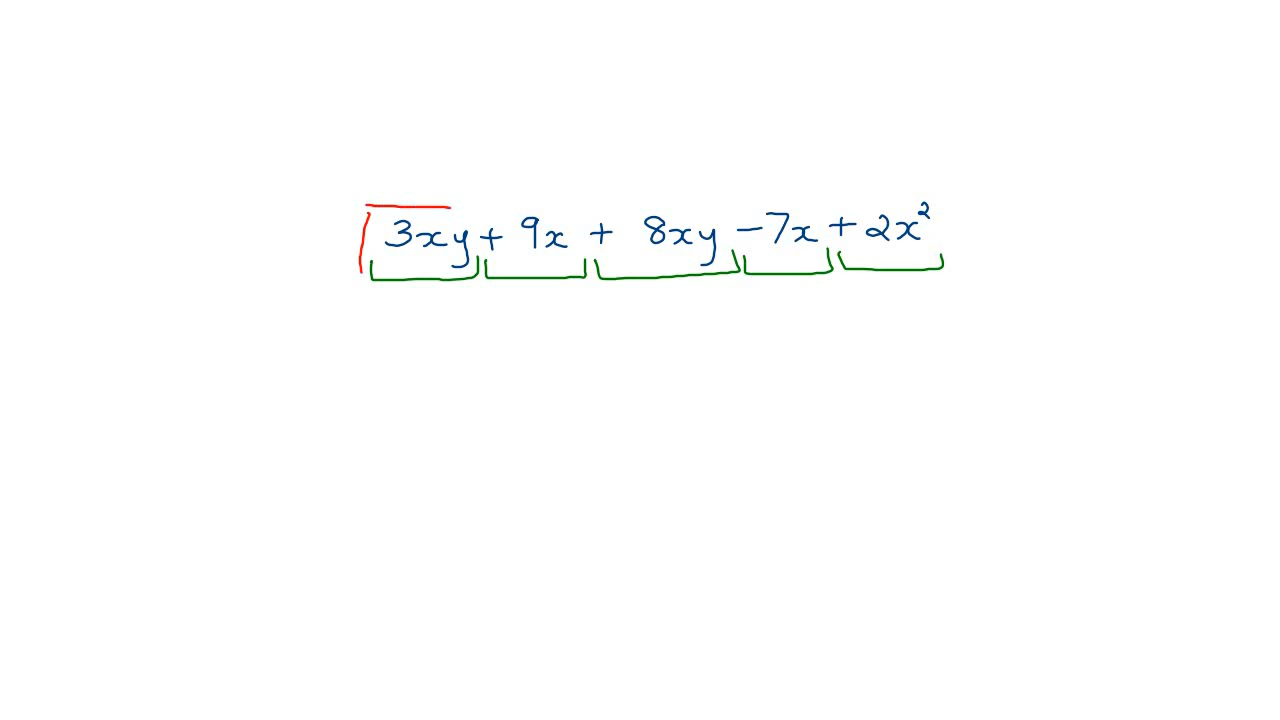 3xy + 9x + 8xy - 7x + 2x²